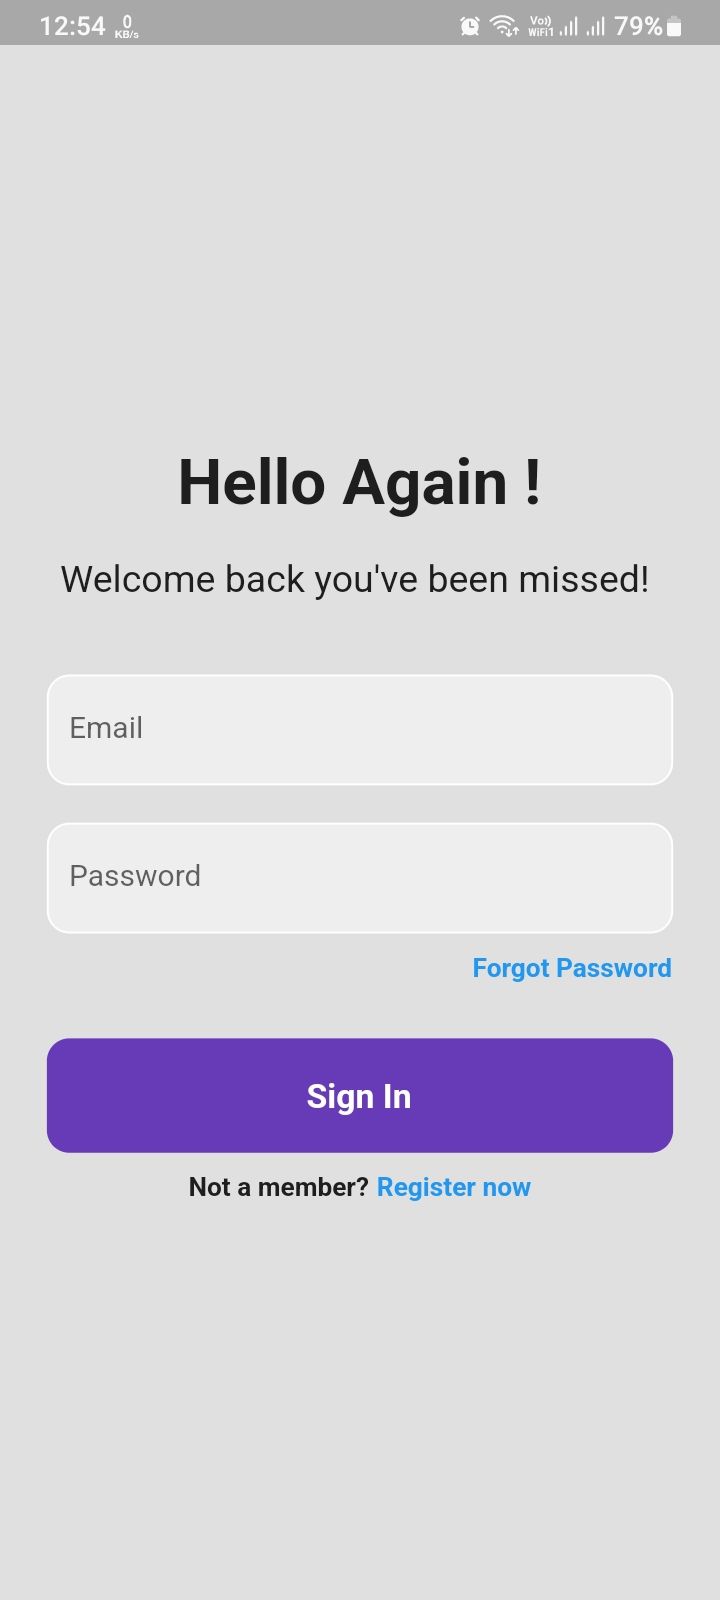 12:54 0 KB/s Vo)) WiFi1 79%
Hello Again !
Welcome back you've been missed!
Email
Password
Forgot Password
Sign In
Not a member? Register now